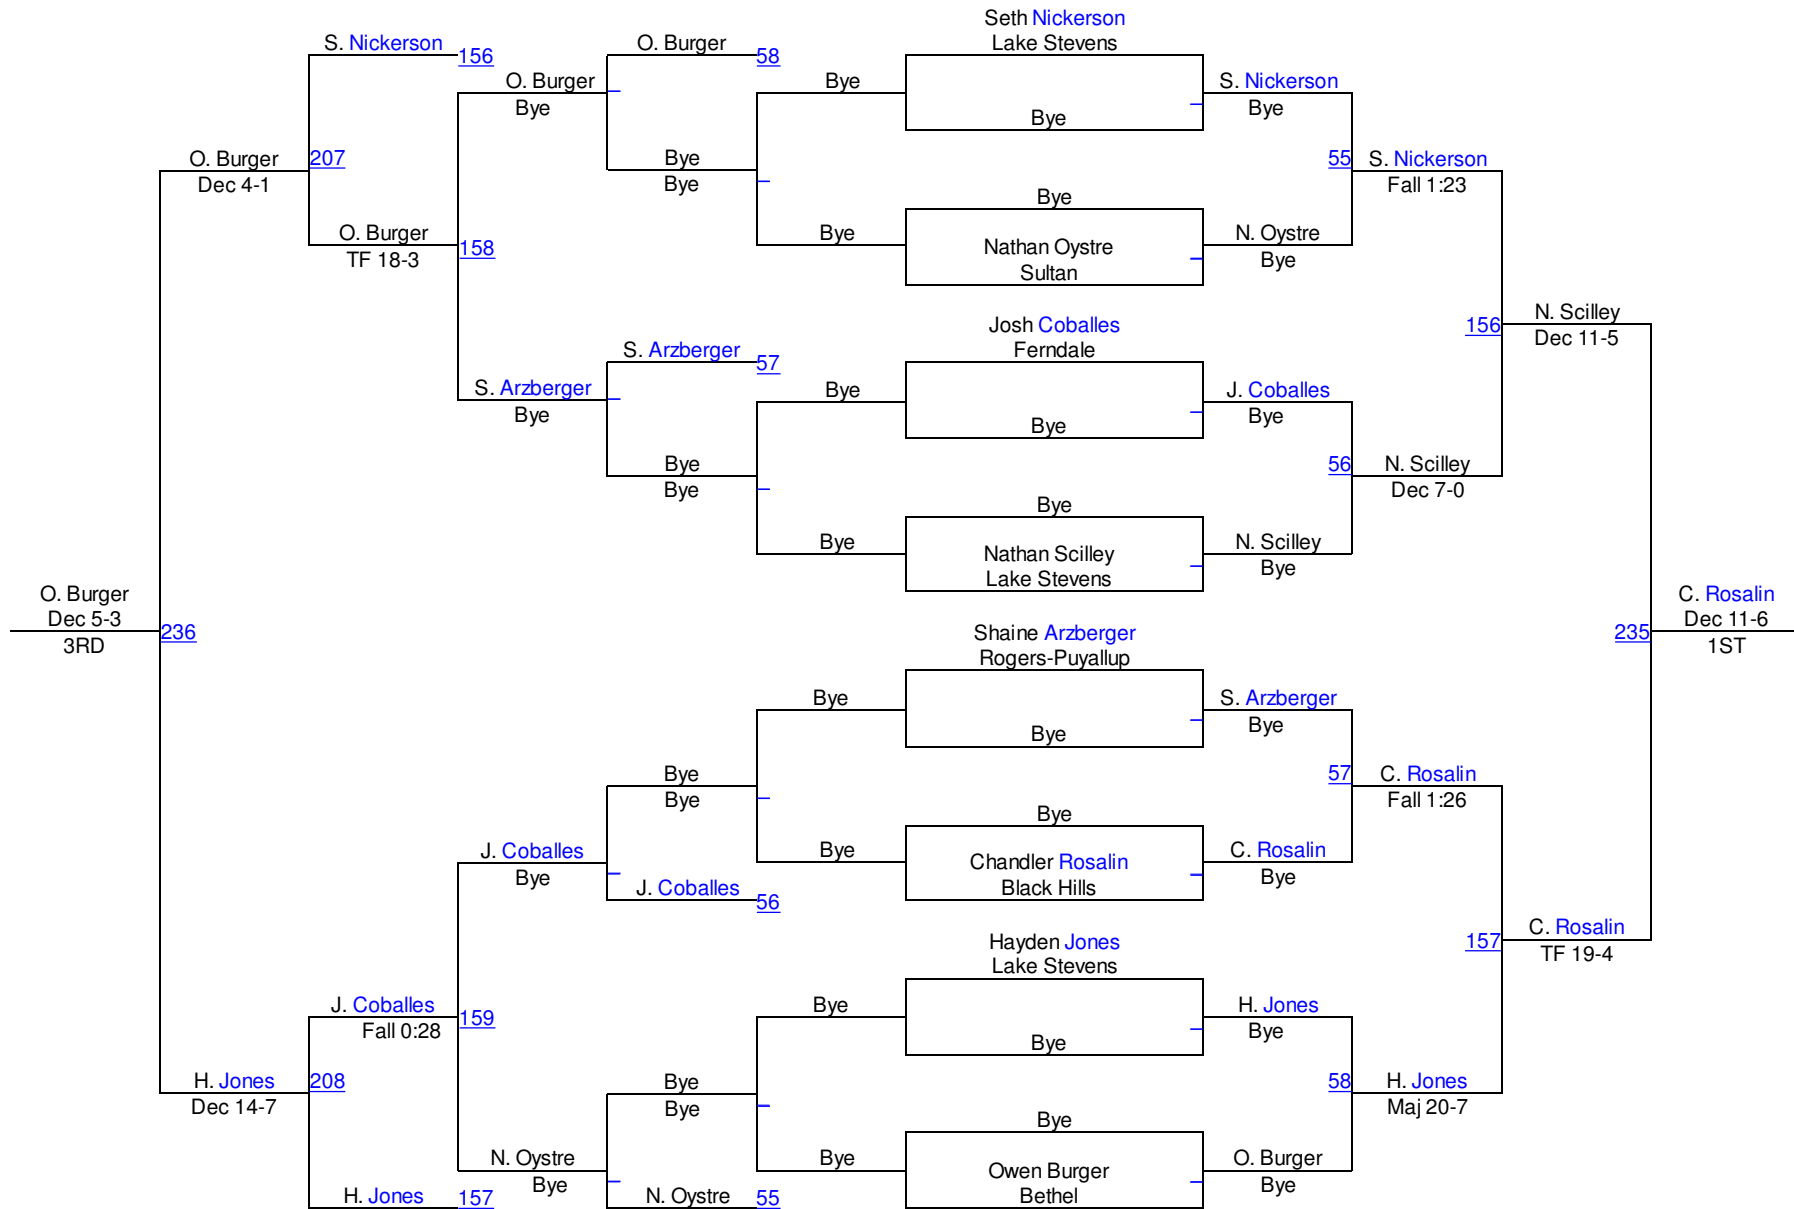 Seth Nickerson
S. Nickerson
O. Burger
Lake Stevens
156
58
O. Burger
Bye
S. Nickerson
Bye
Bye
Bye
O. Burger
207
Bye
55
S. Nickerson
Dec 4-1
Bye
Fall 1:23
Bye
O. Burger
Bye
N. Oystre
TF 18-3
158
Nathan Oystre
Bye
Sultan
N. Scilley
Josh Coballes
156
Dec 11-5
S. Arzberger
57
Ferndale
S. Arzberger
Bye
J. Coballes
Bye
Bye
Bye
Bye
56
N. Scilley
Bye
Dec 7-0
Bye
Bye
N. Scilley
Nathan Scilley
Bye
Lake Stevens
O. Burger
C. Rosalin
Dec 5-3
Dec 11-6
236
Shaine Arzberger
235
3RD
Rogers-Puyallup
1ST
Bye
S. Arzberger
Bye
Bye
Bye
57
C. Rosalin
Bye
Fall 1:26
Bye
J. Coballes
Bye
C. Rosalin
Bye
Chandler Rosalin
Bye
J. Coballes
56
Black Hills
Hayden Jones
157
C. Rosalin
Lake Stevens
TF 19-4
J. Coballes
Bye
H. Jones
Fall 0:28
159
Bye
Bye
H. Jones
208
Bye
58
H. Jones
Dec 14-7
Bye
Maj 20-7
Bye
N. Oystre
Bye
O. Burger
Bye
Owen Burger
Bye
H. Jones
157
N. Oystre
55
Bethel